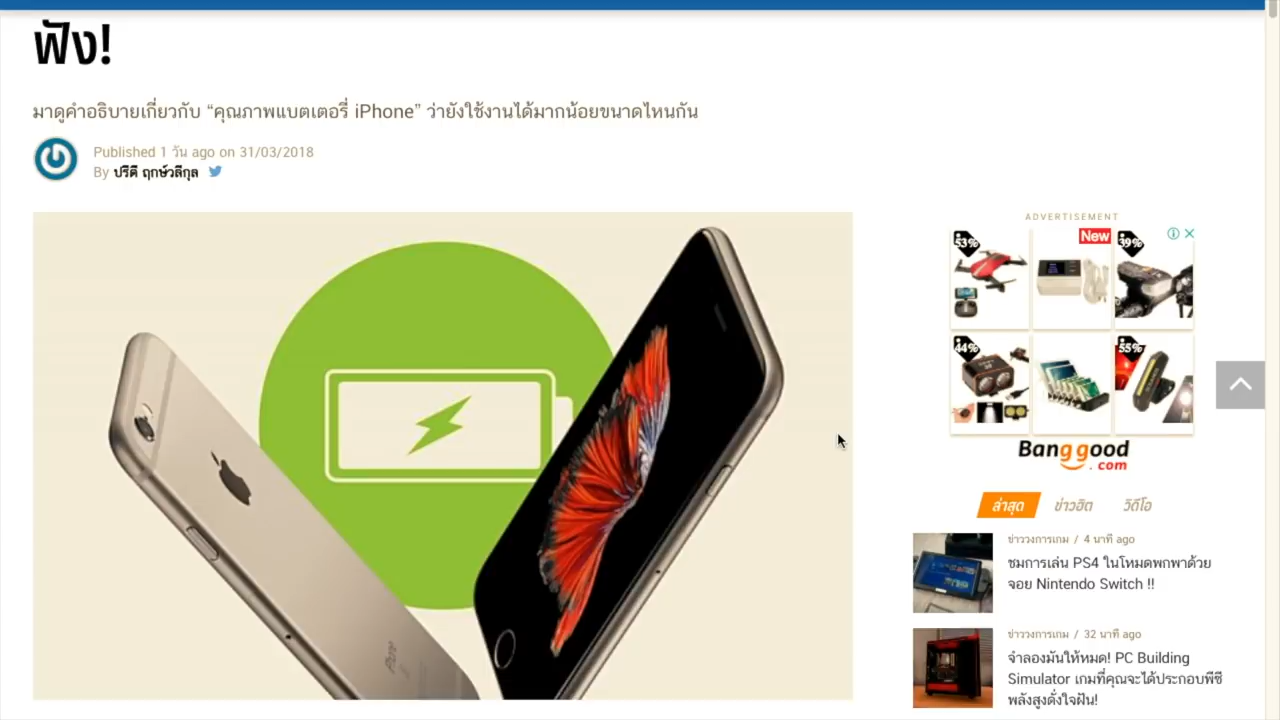 ฟัง!
มาดูคำอธิบายเกี่ยวกับ “คุณภาพแบตเตอรี่ iPhone” ว่ายังใช้งานได้มากน้อยขนาดไหนกัน
Published 1 วัน ago on 31/03/2018
By ปรีดี ฤกษ์วลีกุล
ADVERTISEMENT
53%
New
39%
44%
55%
Banggood
.com
ล่าสุด ข่าวฮิต วิดีโอ
ข่าววงการเกม / 4 นาที ago
ชมการเล่น PS4 ในโหมดพกพาด้วย
จอย Nintendo Switch !!
ข่าววงการเกม / 32 นาที ago
จำลองมันให้หมด! PC Building
Simulator เกมที่คุณจะได้ประกอบพีซี
พลังสูงดั่งใจฝัน!